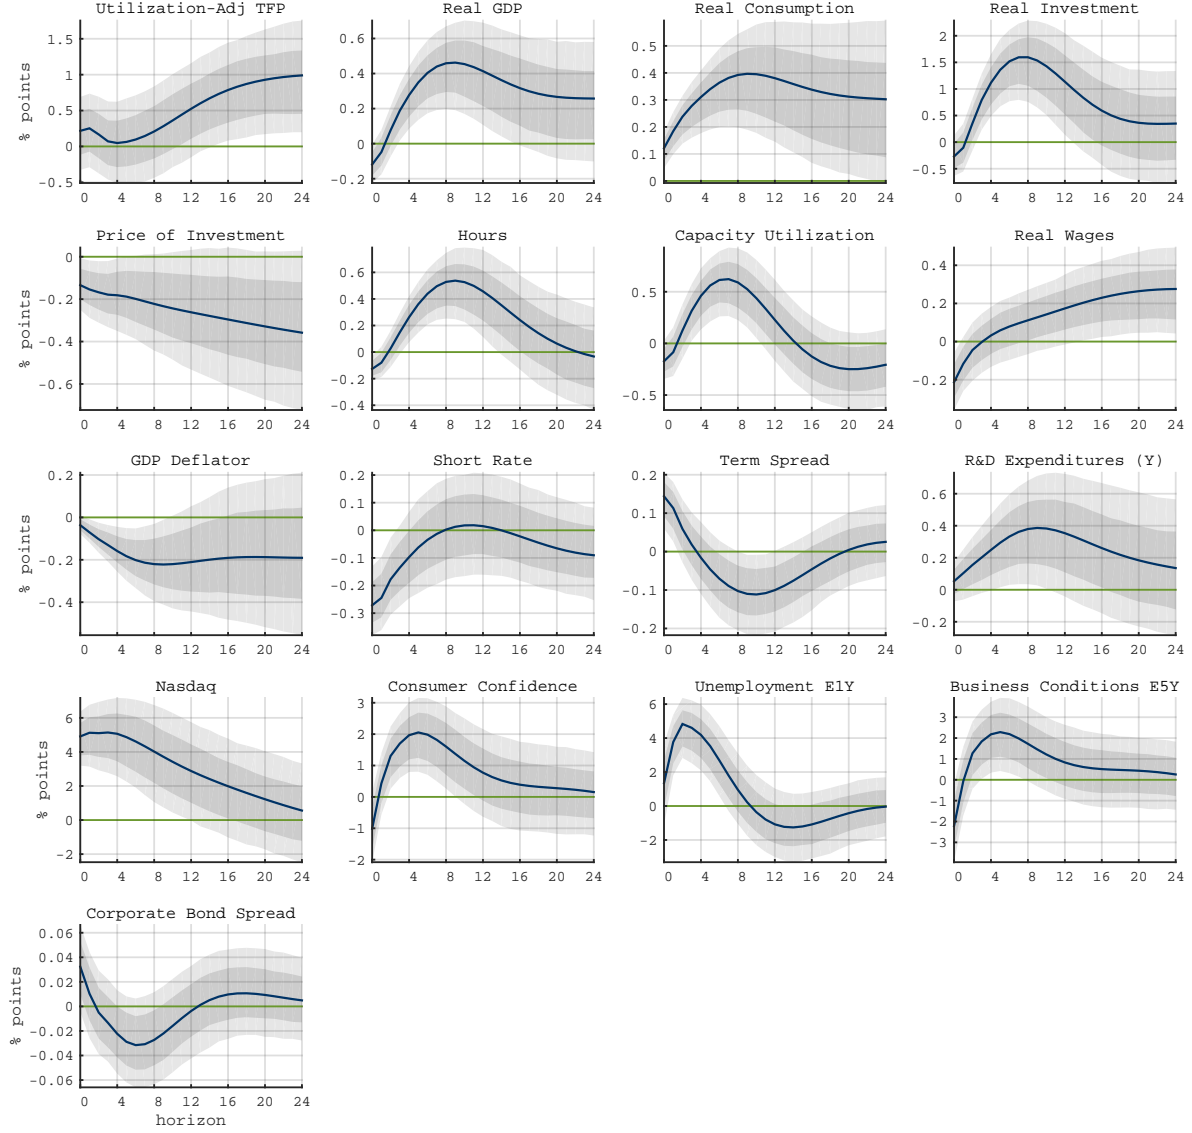 Utilization-Adj TFP
Real GDP
Real Consumption
Real Investment
% points
1.5
1
0.5
0
-0.5
0 4 8 12 16 20 24
0.6
0.4
0.2
0
-0.2
0 4 8 12 16 20 24
0.5
0.4
0.3
0.2
0.1
0
0 4 8 12 16 20 24
2
1.5
1
0.5
0
-0.5
0 4 8 12 16 20 24
Price of Investment
Hours
Capacity Utilization
Real Wages
% points
0
-0.2
-0.4
-0.6
0 4 8 12 16 20 24
0.6
0.4
0.2
0
-0.2
-0.4
0 4 8 12 16 20 24
0.5
0
-0.5
0 4 8 12 16 20 24
0.4
0.2
0
-0.2
0 4 8 12 16 20 24
GDP Deflator
Short Rate
Term Spread
R&D Expenditures (Y)
% points
0.2
0
-0.2
-0.4
0 4 8 12 16 20 24
0.2
0.1
0
-0.1
-0.2
-0.3
0 4 8 12 16 20 24
0.2
0.1
0
-0.1
-0.2
0 4 8 12 16 20 24
0.6
0.4
0.2
0
-0.2
0 4 8 12 16 20 24
Nasdaq
Consumer Confidence
Unemployment E1Y
Business Conditions E5Y
% points
6
4
2
0
-2
0 4 8 12 16 20 24
3
2
1
0
-1
-2
0 4 8 12 16 20 24
6
4
2
0
-2
0 4 8 12 16 20 24
3
2
1
0
-1
-2
-3
0 4 8 12 16 20 24
Corporate Bond Spread
% points
0.06
0.04
0.02
0
-0.02
-0.04
-0.06
0 4 8 12 16 20 24
horizon